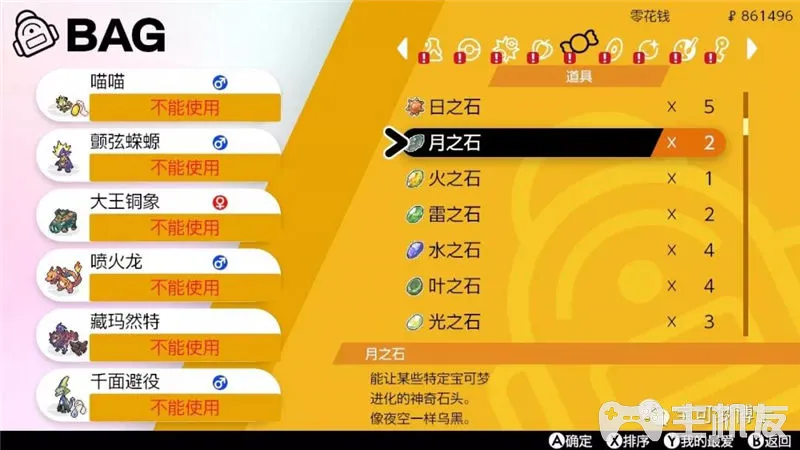 零花钱 ₽ 861496
BAG
道具
喵喵 ♂
不能使用
颤弦蝾螈 ♂
不能使用
大王铜象 ♀
不能使用
喷火龙 ♂
不能使用
藏玛然特
不能使用
千面避役 ♂
不能使用
日之石 X 5
月之石 X 2
火之石 X 1
雷之石 X 2
水之石 X 4
叶之石 X 4
光之石 X 3
月之石
能让某些特定宝可梦
进化的神奇石头。
像夜空一样乌黑。
主机友
A确定 X排序 Y我的最爱 B返回